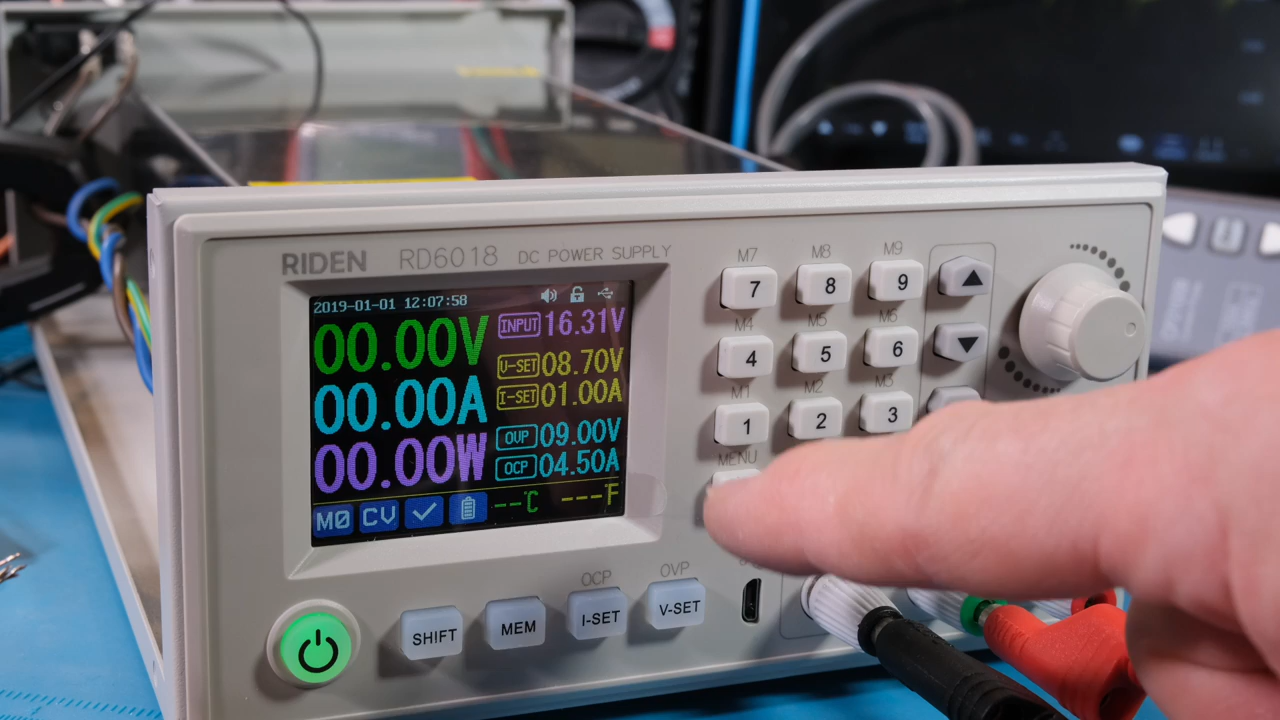 RIDEN RD6018 DC POWER SUPPLY
2019-01-01 12:07:58
00.00V
00.00A
00.00W
INPUT 16.31V
V-SET 08.70V
I-SET 01.00A
OVP 09.00V
OCP 04.50A
M0 CV --℃ ---F
M7 M8 M9
7 8 9
M4 M5 M6
4 5 6
M1 M2 M3
1 2 3
MENU
OCP OVP
SHIFT MEM I-SET V-SET